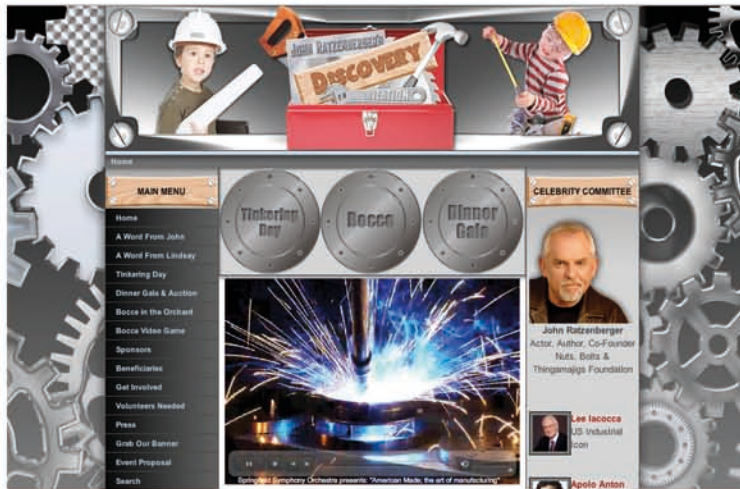 JOHN RATZENBERGER'S
DISCOVERY
Home
MAIN MENU
Home
A Word From John
A Word From Lindsay
Tinkering Day
Dinner Gala & Auction
Bocce in the Orchard
Bocce Video Game
Sponsors
Beneficiaries
Get Involved
Volunteers Needed
Press
Grab Our Banner
Event Proposal
Search
Tinkering
Day
Bocce
Dinner
Gala
Springfield Symphony Orchestra presents: "American Made; the art of manufacturing"
CELEBRITY COMMITTEE
John Ratzenberger
Actor, Author, Co-Founder
Nuts, Bolts &
Thingamajigs Foundation
Lee Iacocca
US Industrial
Icon
Apolo Anton